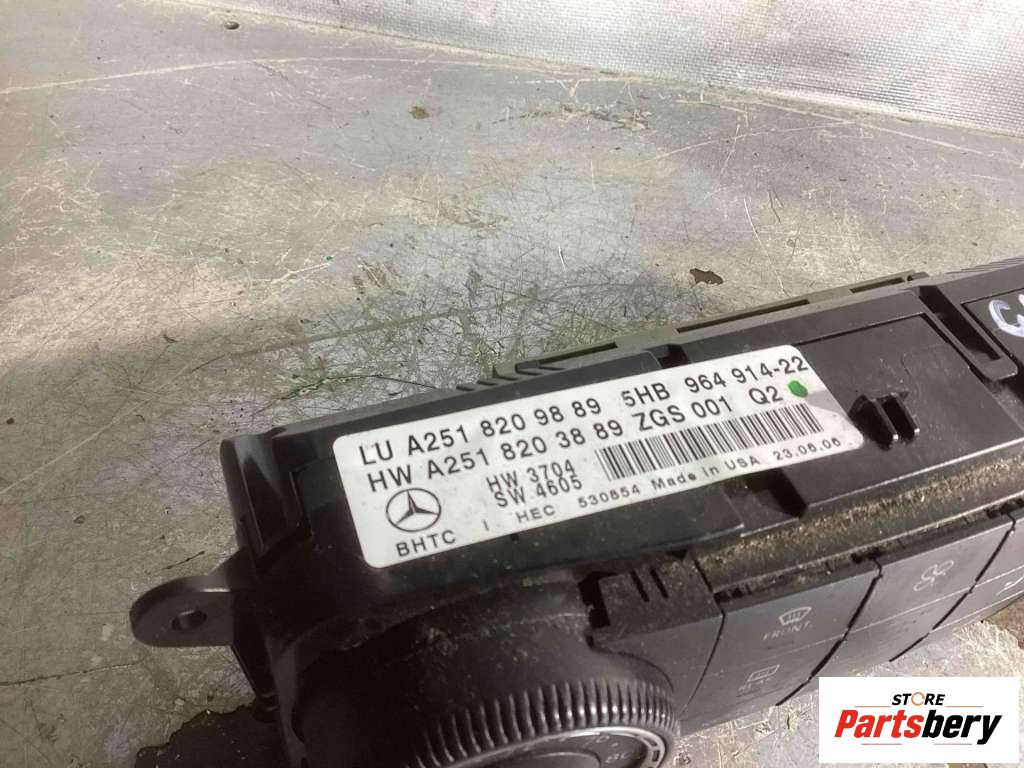 LU A251 820 98 89 5HB 964 914-22
HW A251 820 38 89 ZGS 001 Q2
HW 3704
SW 4605
BHTC I HEC 530854 Made in USA 23.06.06
FRONT
STORE
Partsbery